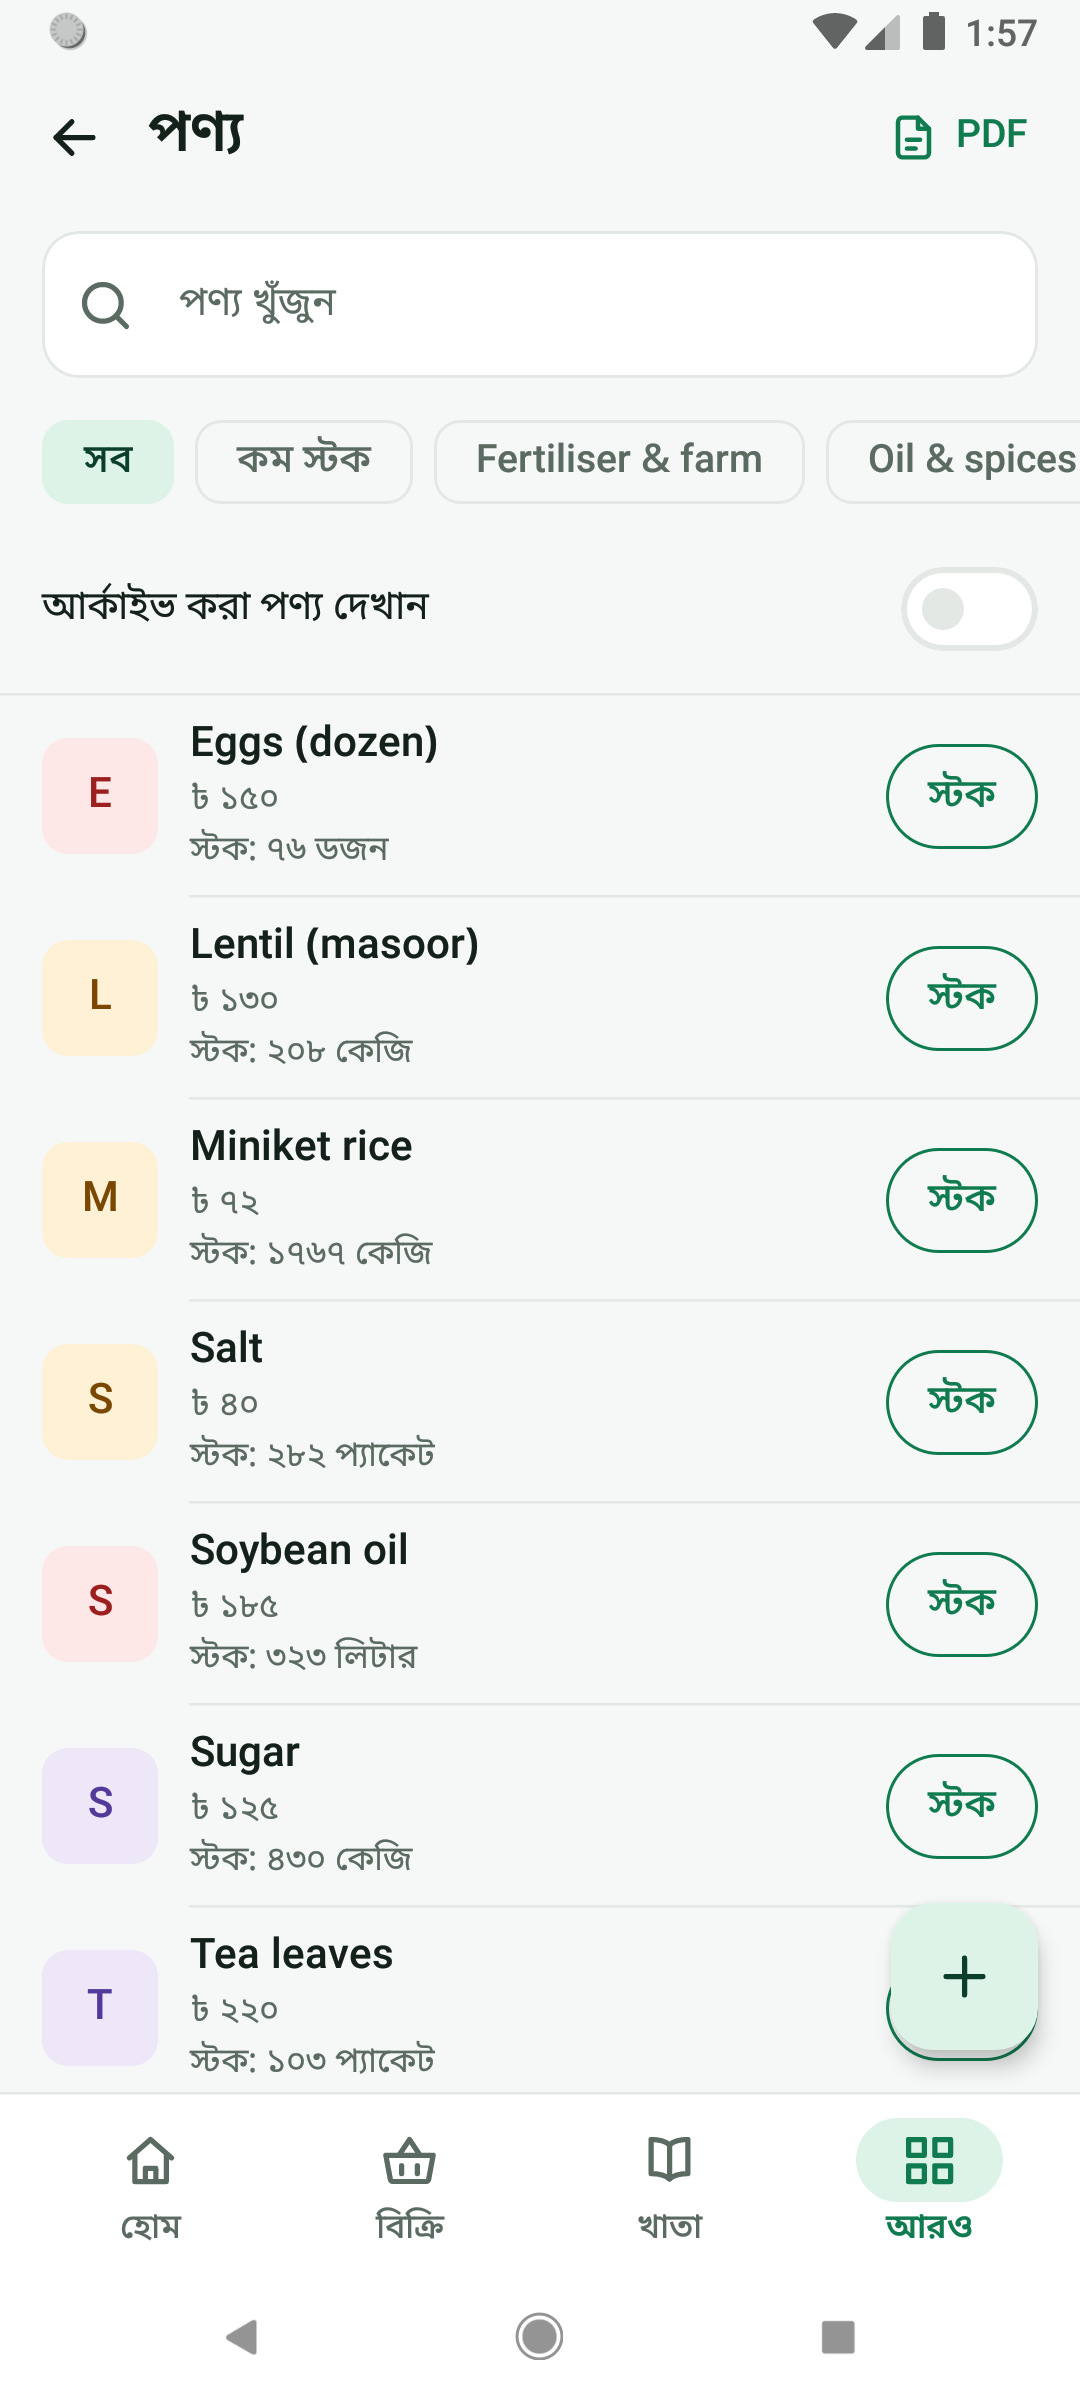 1:57
পণ্য
PDF
পণ্য খুঁজুন
সব
কম স্টক
Fertiliser & farm
Oil & spices
আর্কাইভ করা পণ্য দেখান
E
Eggs (dozen)
৳ ১৫০
স্টক: ৭৬ ডজন
স্টক
L
Lentil (masoor)
৳ ১৩০
স্টক: ২০৮ কেজি
স্টক
M
Miniket rice
৳ ৭২
স্টক: ১৭৬৭ কেজি
স্টক
S
Salt
৳ ৪০
স্টক: ২৮২ প্যাকেট
স্টক
S
Soybean oil
৳ ১৮৫
স্টক: ৩২৩ লিটার
স্টক
S
Sugar
৳ ১২৫
স্টক: ৪৩০ কেজি
স্টক
T
Tea leaves
৳ ২২০
স্টক: ১০৩ প্যাকেট
হোম
বিক্রি
খাতা
আরও